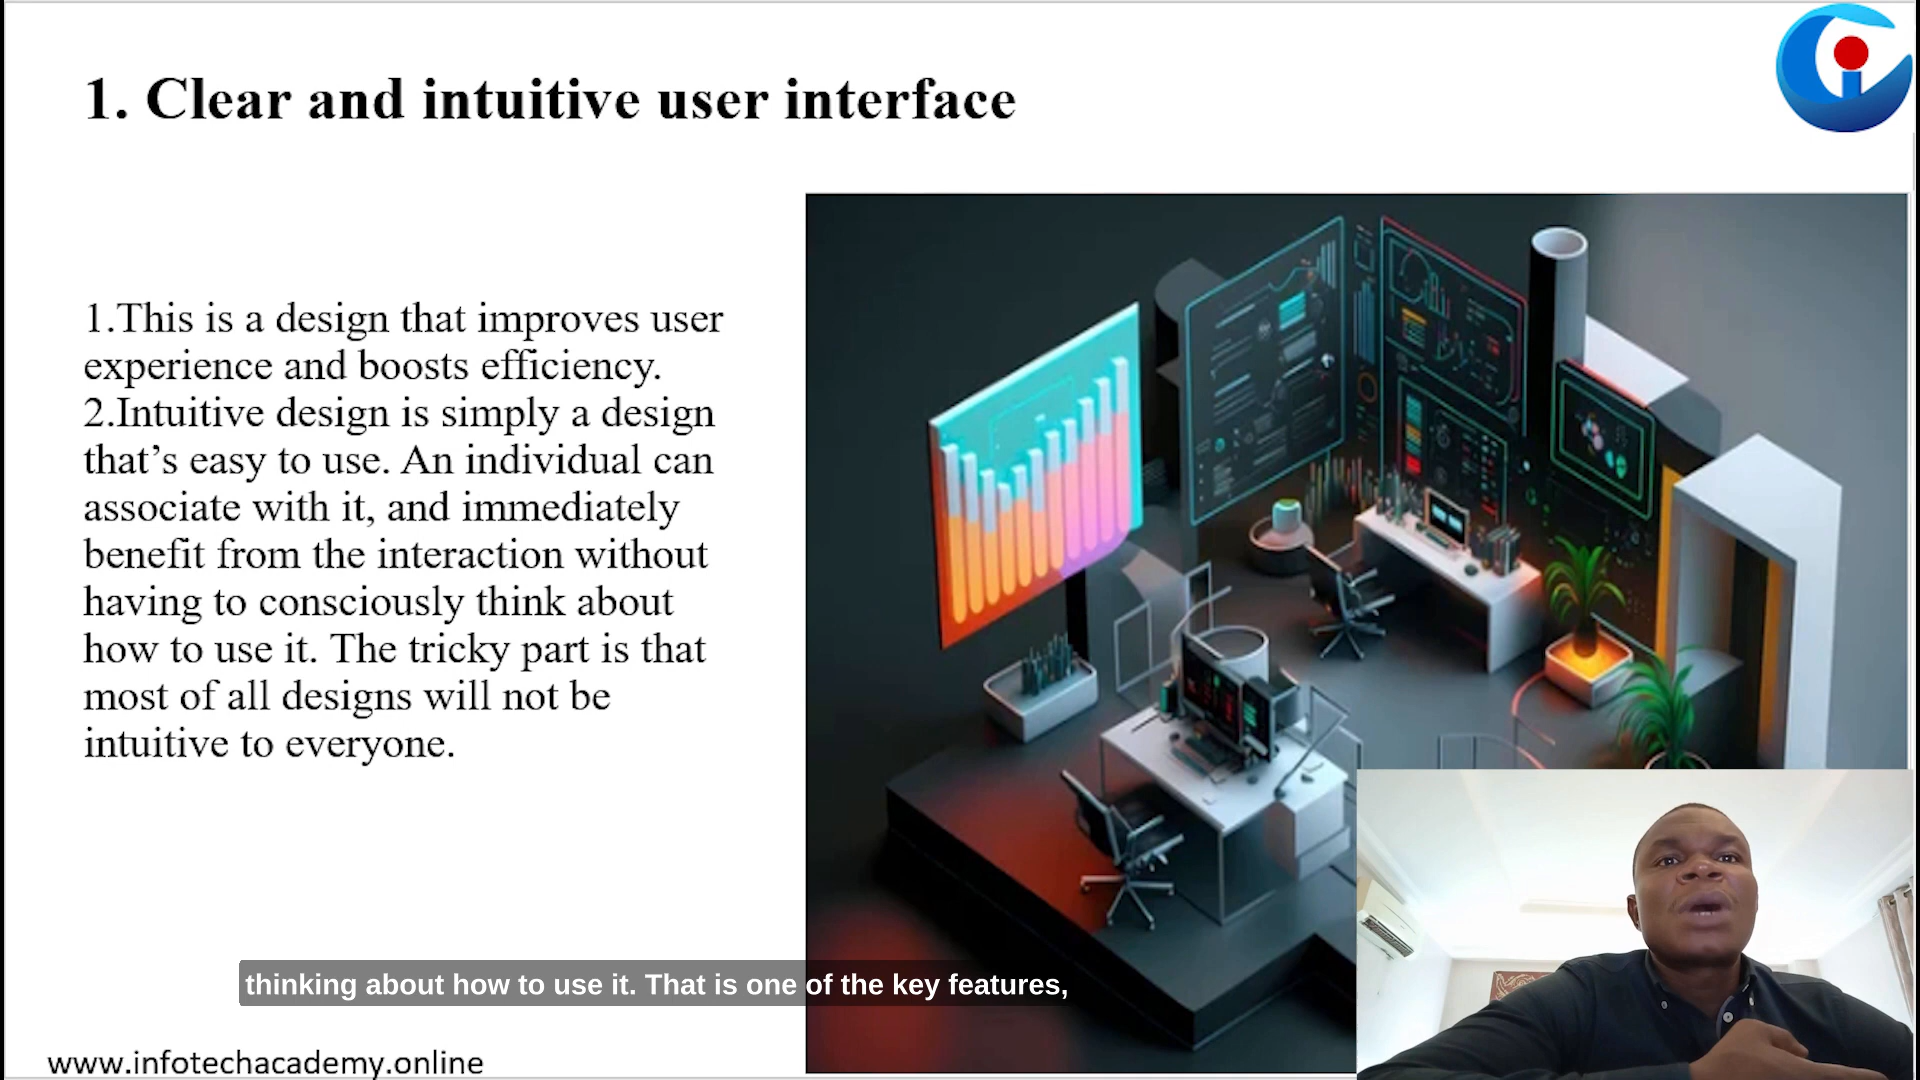 1. Clear and intuitive user interface
1.This is a design that improves user
experience and boosts efficiency.
2.Intuitive design is simply a design
that’s easy to use. An individual can
associate with it, and immediately
benefit from the interaction without
having to consciously think about
how to use it. The tricky part is that
most of all designs will not be
intuitive to everyone.
thinking about how to use it. That is one of the key features,
www.infotechacademy.online